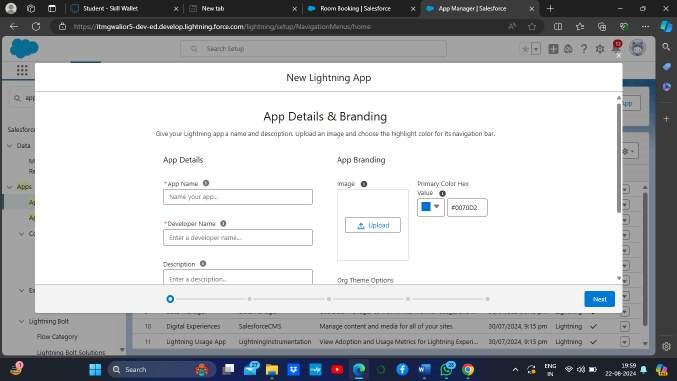 Student - Skill Wallet
New tab
Room Booking | Salesforce
App Manager | Salesforce
https://itmgwalior5-dev-ed.develop.lightning.force.com/lightning/setup/NavigationMenus/home
Search Setup
New Lightning App
App Details & Branding
Give your Lightning app a name and description. Upload an image and choose the highlight color for its navigation bar.
App Details
App Branding
* App Name
Image
Primary Color Hex
Value
Name your app...
#0070D2
Upload
* Developer Name
Enter a developer name...
Description
Enter a description...
Org Theme Options
Next
Salesforce
Data
Apps
Lightning Bolt
Flow Category
Lightning Bolt Solutions
10 Digital Experiences SalesforceCMS Manage content and media for all of your sites. 30/07/2024, 9:15 pm Lightning
11 Lightning Usage App LightningInstrumentation View Adoption and Usage Metrics for Lightning Experi... 30/07/2024, 9:15 pm Lightning
Search
ENG
IN
19:59
22-08-2024